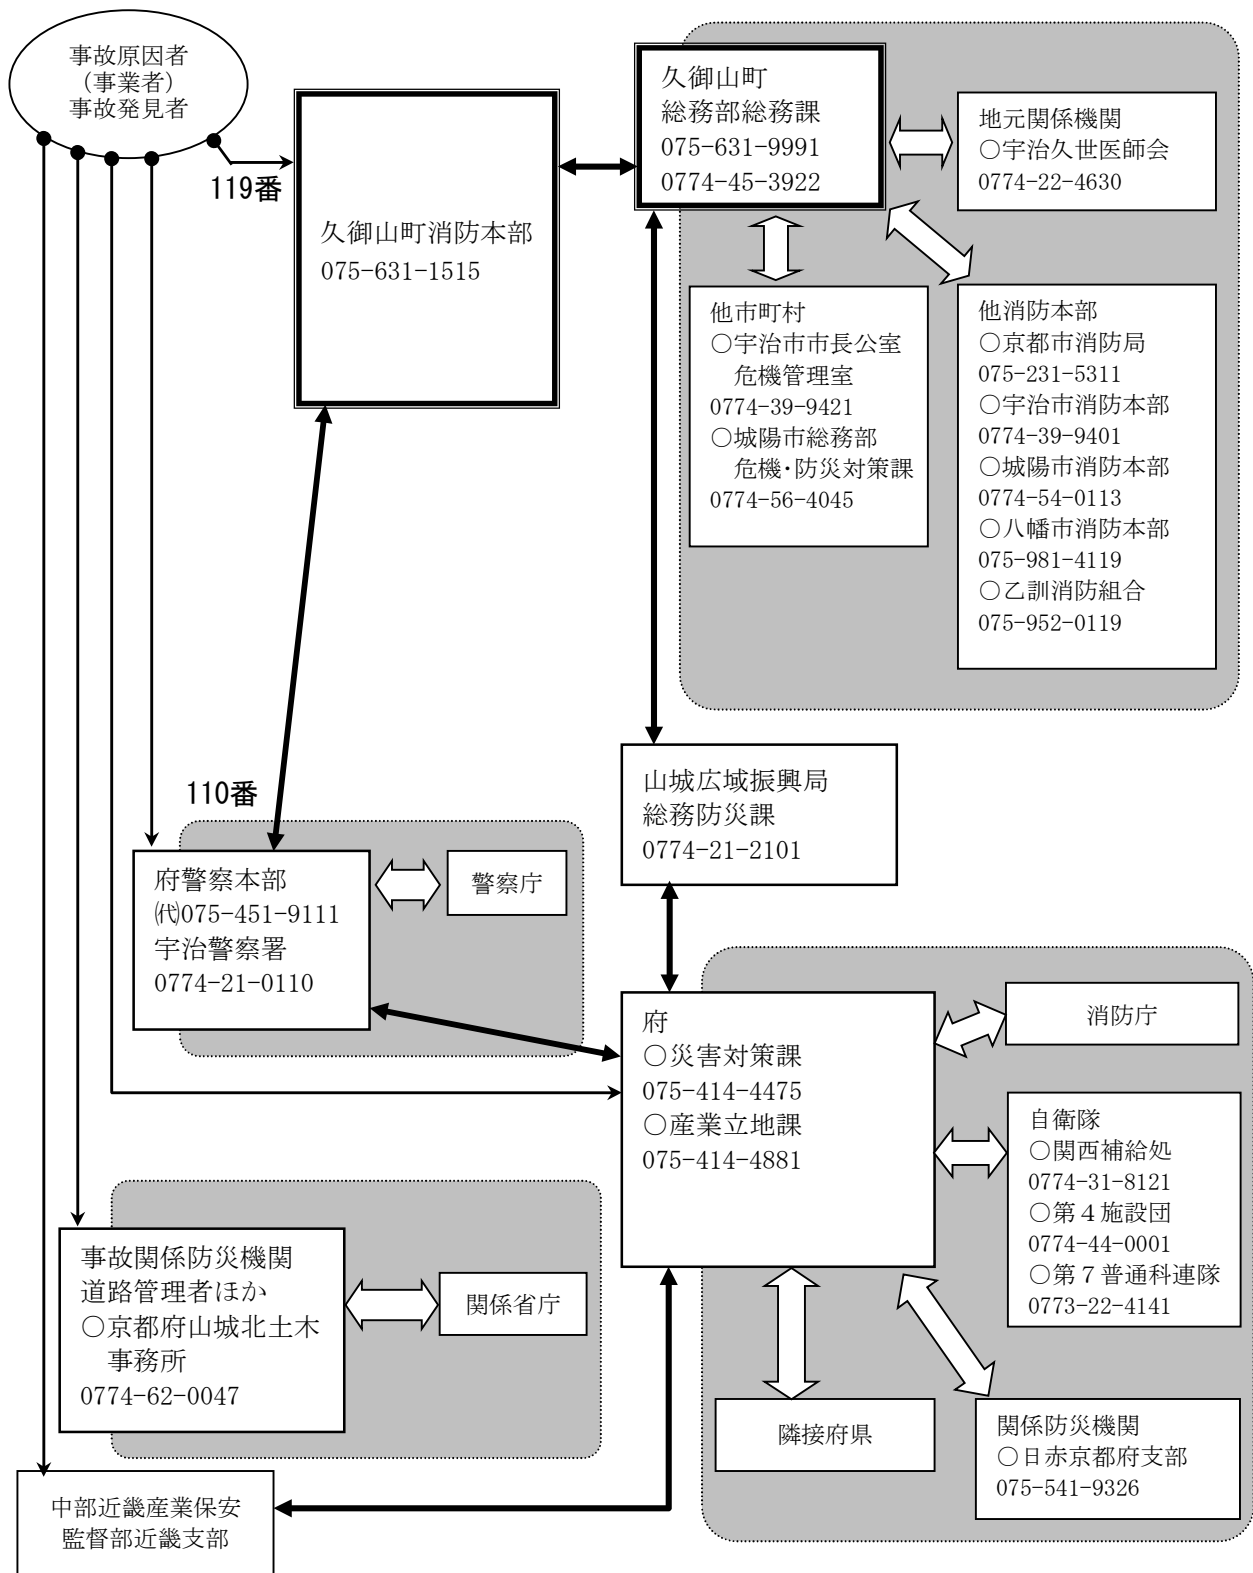 事故原因者
(事業者)
事故発見者
119番
久御山町消防本部
075-631-1515
久御山町
総務部総務課
075-631-9991
0774-45-3922
地元関係機関
○宇治久世医師会
0774-22-4630
他市町村
○宇治市市長公室
危機管理室
0774-39-9421
○城陽市総務部
危機・防災対策課
0774-56-4045
他消防本部
○京都市消防局
075-231-5311
○宇治市消防本部
0774-39-9401
○城陽市消防本部
0774-54-0113
○八幡市消防本部
075-981-4119
○乙訓消防組合
075-952-0119
山城広域振興局
総務防災課
0774-21-2101
110番
府警察本部
㈹075-451-9111
宇治警察署
0774-21-0110
警察庁
府
○災害対策課
075-414-4475
○産業立地課
075-414-4881
消防庁
自衛隊
○関西補給処
0774-31-8121
○第4施設団
0774-44-0001
○第7普通科連隊
0773-22-4141
事故関係防災機関
道路管理者ほか
○京都府山城北土木
事務所
0774-62-0047
関係省庁
隣接府県
関係防災機関
○日赤京都府支部
075-541-9326
中部近畿産業保安
監督部近畿支部